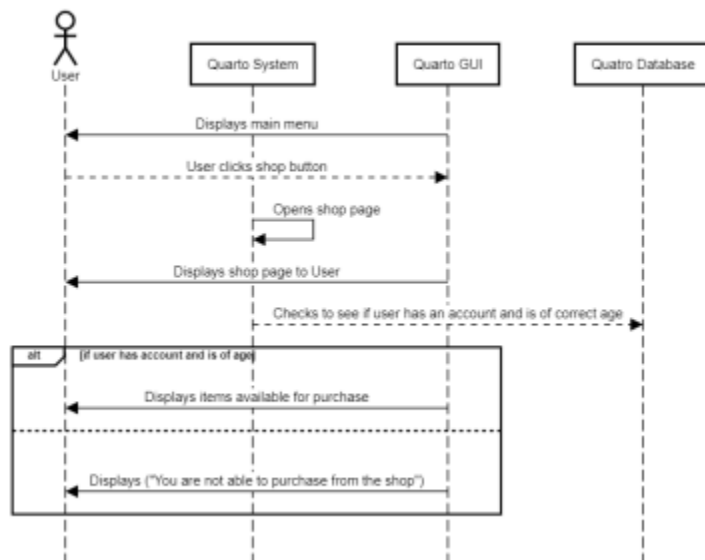 User
Quarto System
Quarto GUI
Quatro Database
Displays main menu
User clicks shop button
Opens shop page
Displays shop page to User
Checks to see if user has an account and is of correct age
alt
[if user has account and is of age]
Displays items available for purchase
Displays ("You are not able to purchase from the shop")